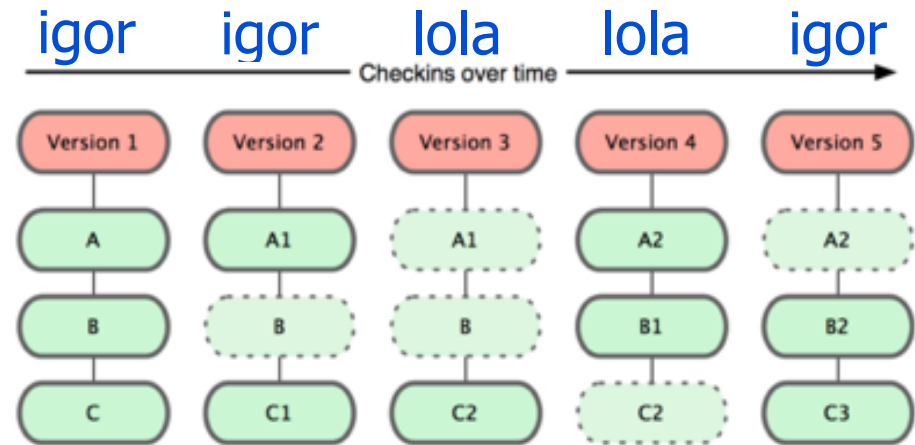 igor igor lola lola igor
Checkins over time
Version 1 Version 2 Version 3 Version 4 Version 5
A A1 A1 A2 A2
B B B B1 B2
C C1 C2 C2 C3